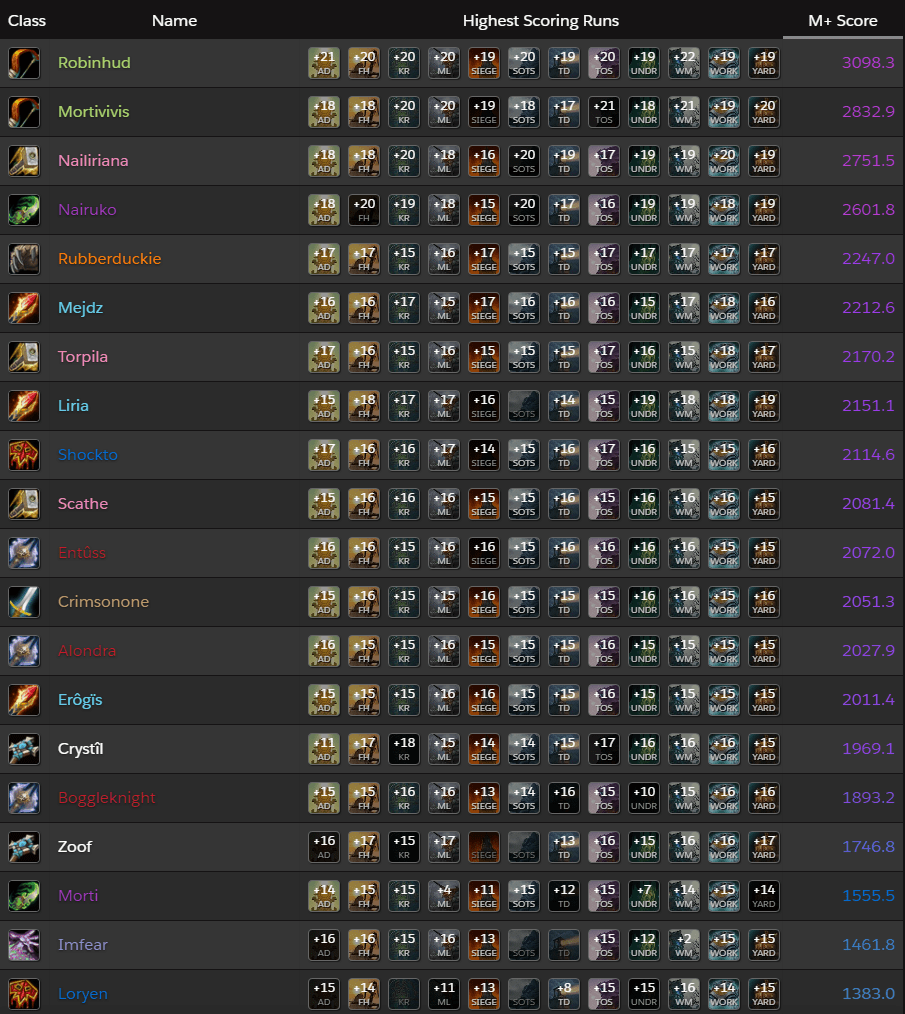 Class Name Highest Scoring Runs M+ Score
Robinhud +21 AD +20 FH +20 KR +20 ML +19 SIEGE +20 SOTS +19 TD +20 TOS +19 UNDR +22 WM +19 WORK +19 YARD 3098.3
Mortivivis +18 AD +18 FH +20 KR +20 ML +19 SIEGE +18 SOTS +17 TD +21 TOS +18 UNDR +21 WM +19 WORK +20 YARD 2832.9
Nailiriana +18 AD +18 FH +20 KR +18 ML +16 SIEGE +20 SOTS +19 TD +17 TOS +19 UNDR +19 WM +20 WORK +19 YARD 2751.5
Nairuko +18 AD +20 FH +19 KR +18 ML +15 SIEGE +20 SOTS +17 TD +16 TOS +19 UNDR +19 WM +18 WORK +19 YARD 2601.8
Rubberduckie +17 AD +17 FH +15 KR +16 ML +17 SIEGE +15 SOTS +15 TD +17 TOS +17 UNDR +17 WM +17 WORK +17 YARD 2247.0
Mejdz +16 AD +16 FH +17 KR +15 ML +17 SIEGE +16 SOTS +16 TD +16 TOS +15 UNDR +17 WM +18 WORK +16 YARD 2212.6
Torpila +17 AD +16 FH +15 KR +16 ML +15 SIEGE +15 SOTS +15 TD +17 TOS +16 UNDR +15 WM +18 WORK +17 YARD 2170.2
Liria +15 AD +18 FH +17 KR +17 ML +16 SIEGE SOTS +14 TD +15 TOS +19 UNDR +18 WM +18 WORK +19 YARD 2151.1
Shockto +17 AD +16 FH +16 KR +17 ML +14 SIEGE +15 SOTS +16 TD +17 TOS +16 UNDR +15 WM +15 WORK +16 YARD 2114.6
Scathe +15 AD +16 FH +16 KR +16 ML +15 SIEGE +15 SOTS +16 TD +15 TOS +16 UNDR +16 WM +16 WORK +15 YARD 2081.4
Entûss +16 AD +16 FH +15 KR +16 ML +16 SIEGE +15 SOTS +16 TD +16 TOS +16 UNDR +16 WM +15 WORK +15 YARD 2072.0
Crimsonone +15 AD +16 FH +15 KR +15 ML +16 SIEGE +15 SOTS +15 TD +15 TOS +16 UNDR +16 WM +15 WORK +15 YARD 2051.3
Alondra +16 AD +15 FH +15 KR +16 ML +15 SIEGE +15 SOTS +15 TD +16 TOS +15 UNDR +15 WM +15 WORK +15 YARD 2027.9
Erôgïs +15 AD +15 FH +15 KR +16 ML +16 SIEGE +15 SOTS +15 TD +16 TOS +15 UNDR +15 WM +15 WORK +15 YARD 2011.4
Crystîl +11 AD +17 FH +18 KR +15 ML +14 SIEGE +14 SOTS +15 TD +17 TOS +16 UNDR +16 WM +16 WORK +15 YARD 1969.1
Boggleknight +15 AD +15 FH +16 KR +16 ML +13 SIEGE +14 SOTS +16 TD +15 TOS +10 UNDR +15 WM +16 WORK +16 YARD 1893.2
Zoof +16 AD +17 FH +15 KR +17 ML SIEGE SOTS +13 TD +16 TOS +15 UNDR +16 WM +16 WORK +17 YARD 1746.8
Morti +14 AD +15 FH +15 KR +4 ML +11 SIEGE +15 SOTS +12 TD +15 TOS +7 UNDR +14 WM +15 WORK +14 YARD 1555.5
Imfear +16 AD +16 FH +15 KR +16 ML +13 SIEGE SOTS TD +15 TOS +12 UNDR +2 WM +15 WORK +15 YARD 1461.8
Loryen +15 AD +14 FH KR +11 ML +13 SIEGE SOTS +8 TD +15 TOS +15 UNDR +16 WM +14 WORK +15 YARD 1383.0